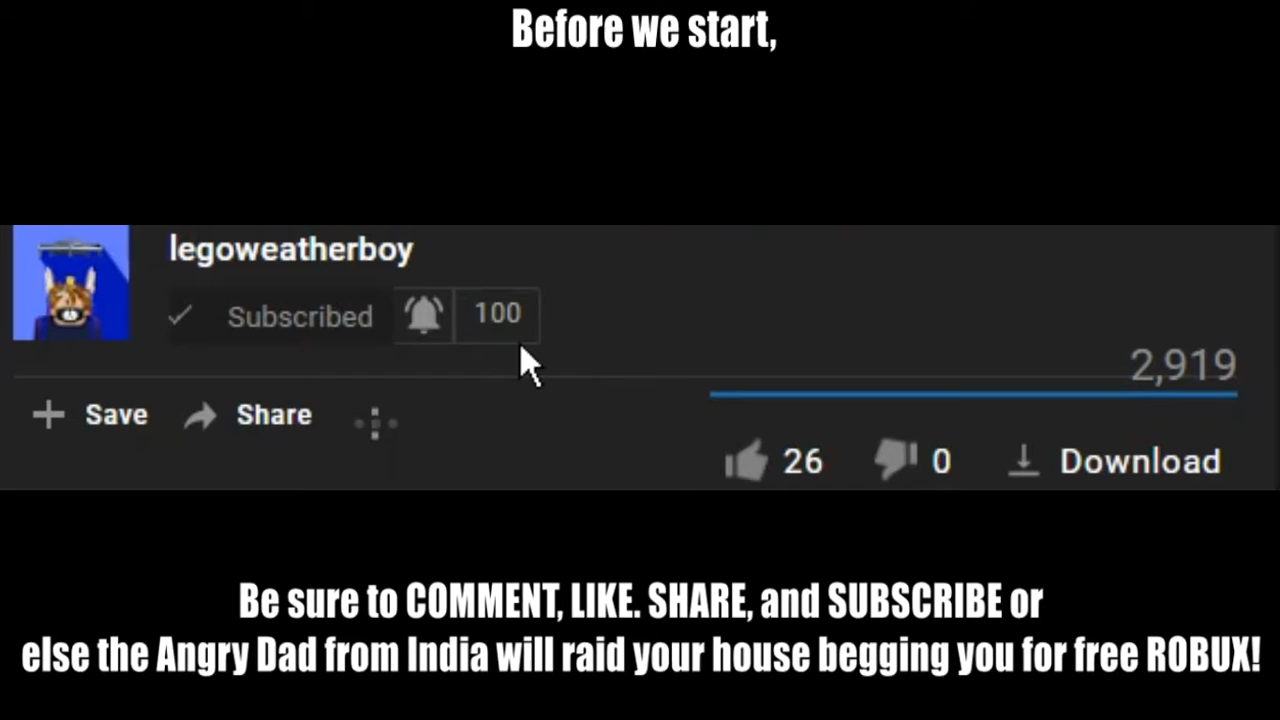 Before we start,
legoweatherboy
Subscribed 100
2,919
Save Share
26 0 Download
Be sure to COMMENT, LIKE. SHARE, and SUBSCRIBE or
else the Angry Dad from India will raid your house begging you for free ROBUX!